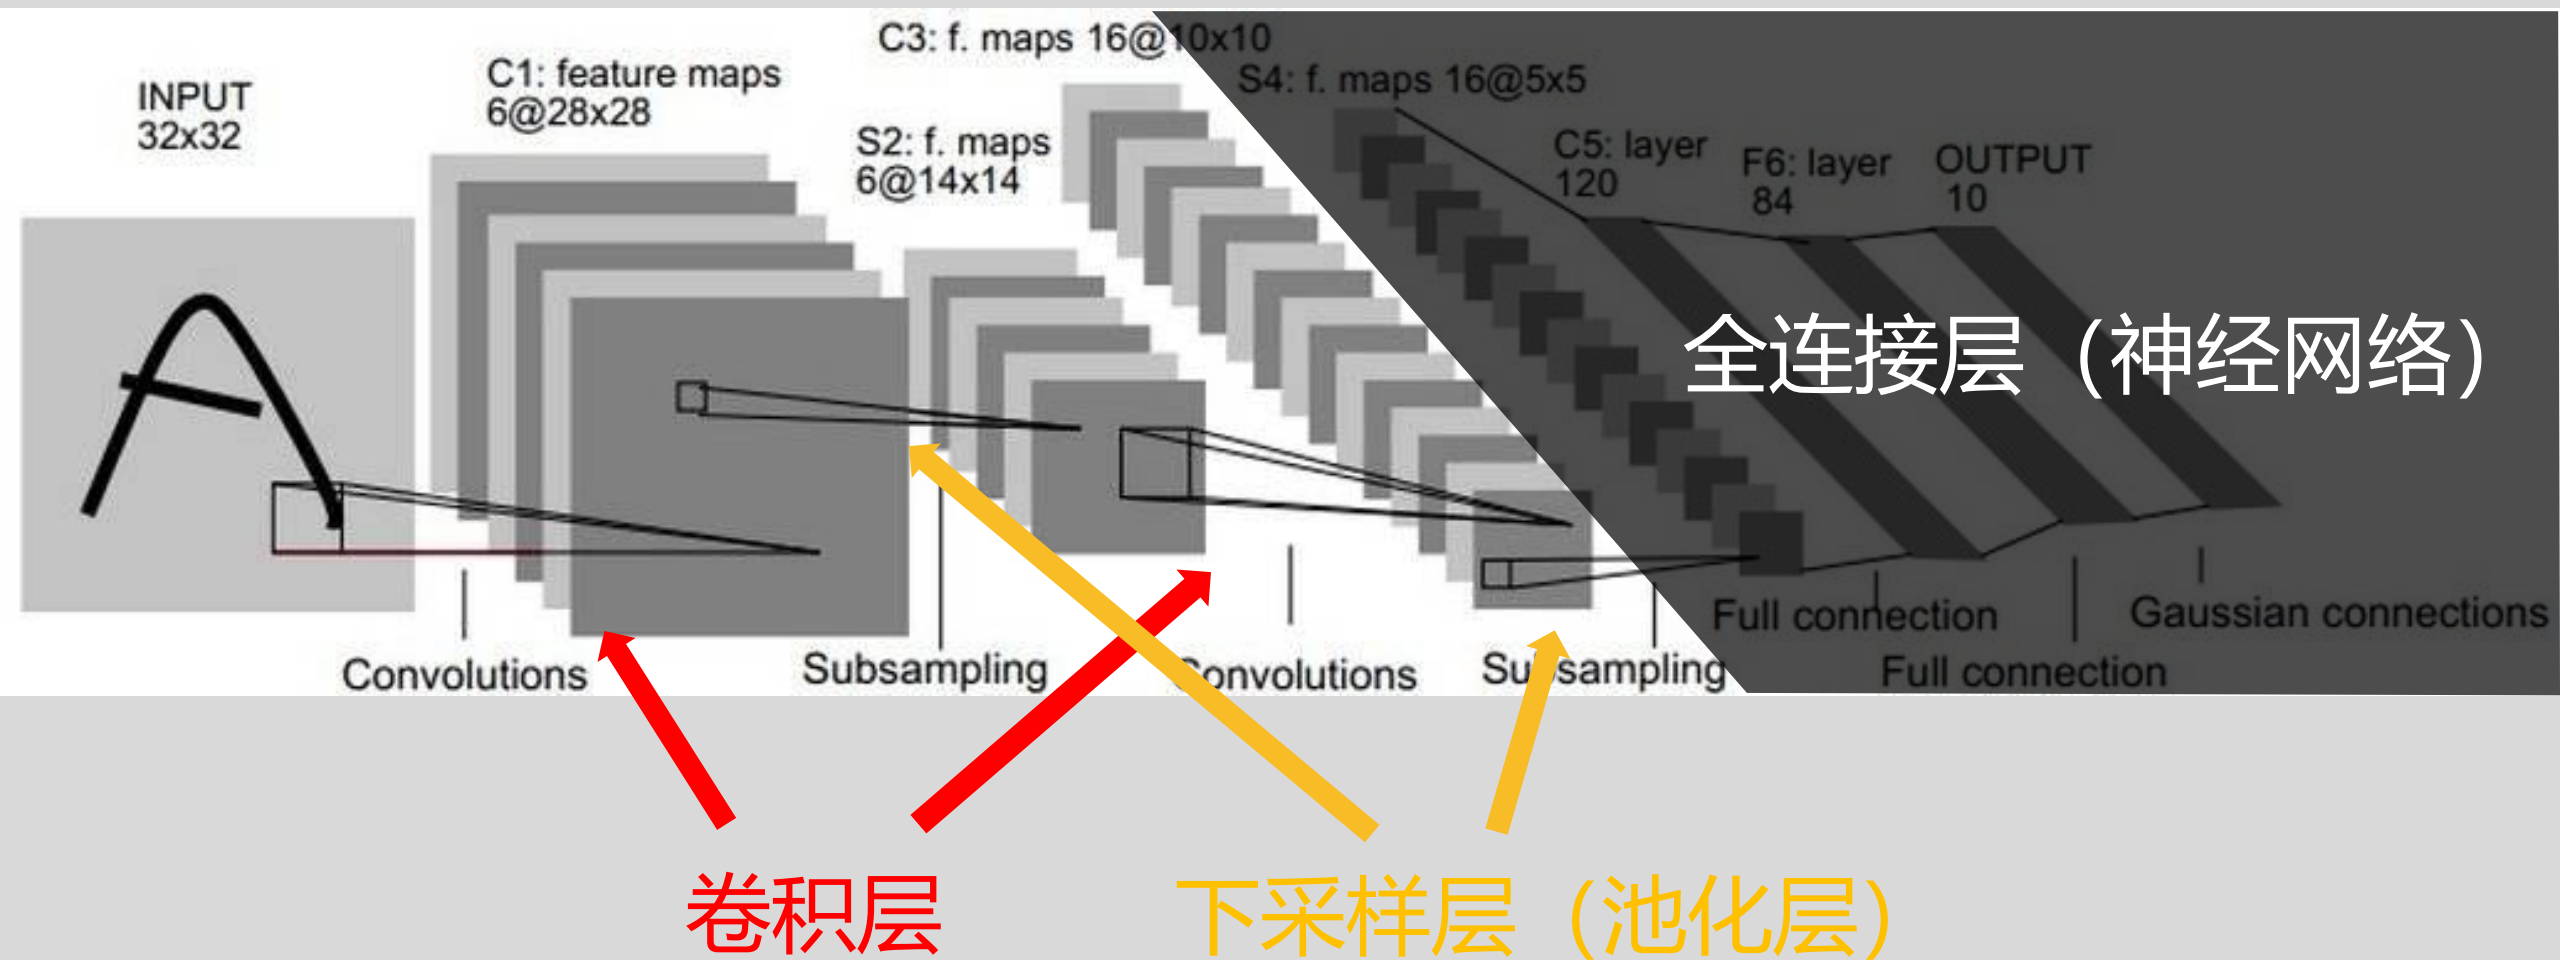 INPUT
32x32
C1: feature maps
6@28x28
S2: f. maps
6@14x14
C3: f. maps 16@10x10
S4: f. maps 16@5x5
C5: layer
120
F6: layer
84
OUTPUT
10
全连接层（神经网络）
Convolutions
Subsampling
Convolutions
Subsampling
Full connection
Full connection
Gaussian connections
卷积层
下采样层（池化层）